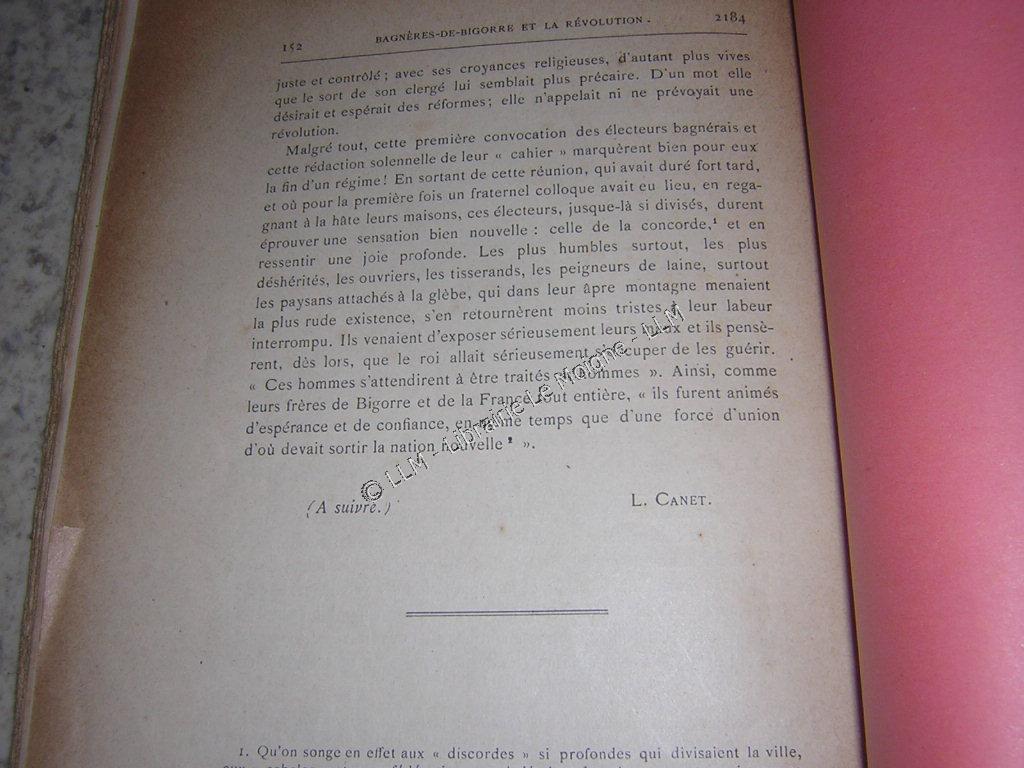 152 BAGNÈRES-DE-BIGORRE ET LA RÉVOLUTION. 2184
juste et contrôlé; avec ses croyances religieuses, d'autant plus vives
que le sort de son clergé lui semblait plus précaire. D'un mot elle
désirait et espérait des réformes; elle n'appelait ni ne prévoyait une
révolution.
Malgré tout, cette première convocation des électeurs bagnérais et
cette rédaction solennelle de leur « cahier » marquèrent bien pour eux
la fin d'un régime! En sortant de cette réunion, qui avait duré fort tard,
et où pour la première fois un fraternel colloque avait eu lieu, en rega-
gnant à la hâte leurs maisons, ces électeurs, jusque-là si divisés, durent
éprouver une sensation bien nouvelle : celle de la concorde,¹ et en
ressentir une joie profonde. Les plus humbles surtout, les plus
déshérités, les ouvriers, les tisserands, les peigneurs de laine, surtout
les paysans attachés à la glèbe, qui dans leur âpre montagne menaient
la plus rude existence, s'en retournèrent moins tristes à leur labeur
interrompu. Ils venaient d'exposer sérieusement leurs maux et ils pensè-
rent, dès lors, que le roi allait sérieusement s'occuper de les guérir.
« Ces hommes s'attendirent à être traités en hommes ». Ainsi, comme
leurs frères de Bigorre et de la France tout entière, « ils furent animés
d'espérance et de confiance, en même temps que d'une force d'union
d'où devait sortir la nation nouvelle ² ».
(A suivre.) L. CANET.
© LLM - Librairie Le Moigne - LLM
1. Qu'on songe en effet aux « discordes » si profondes qui divisaient la ville,